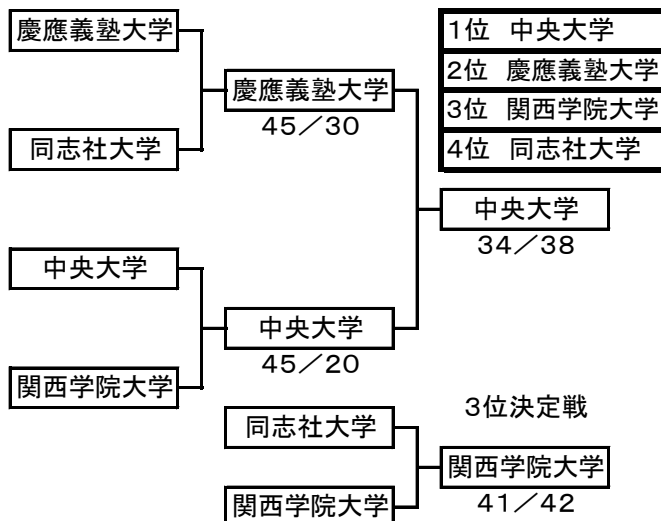 慶應義塾大学
同志社大学
慶應義塾大学
45／30
中央大学
関西学院大学
中央大学
45／20
中央大学
34／38
1位 中央大学
2位 慶應義塾大学
3位 関西学院大学
4位 同志社大学
3位決定戦
同志社大学
関西学院大学
関西学院大学
41／42